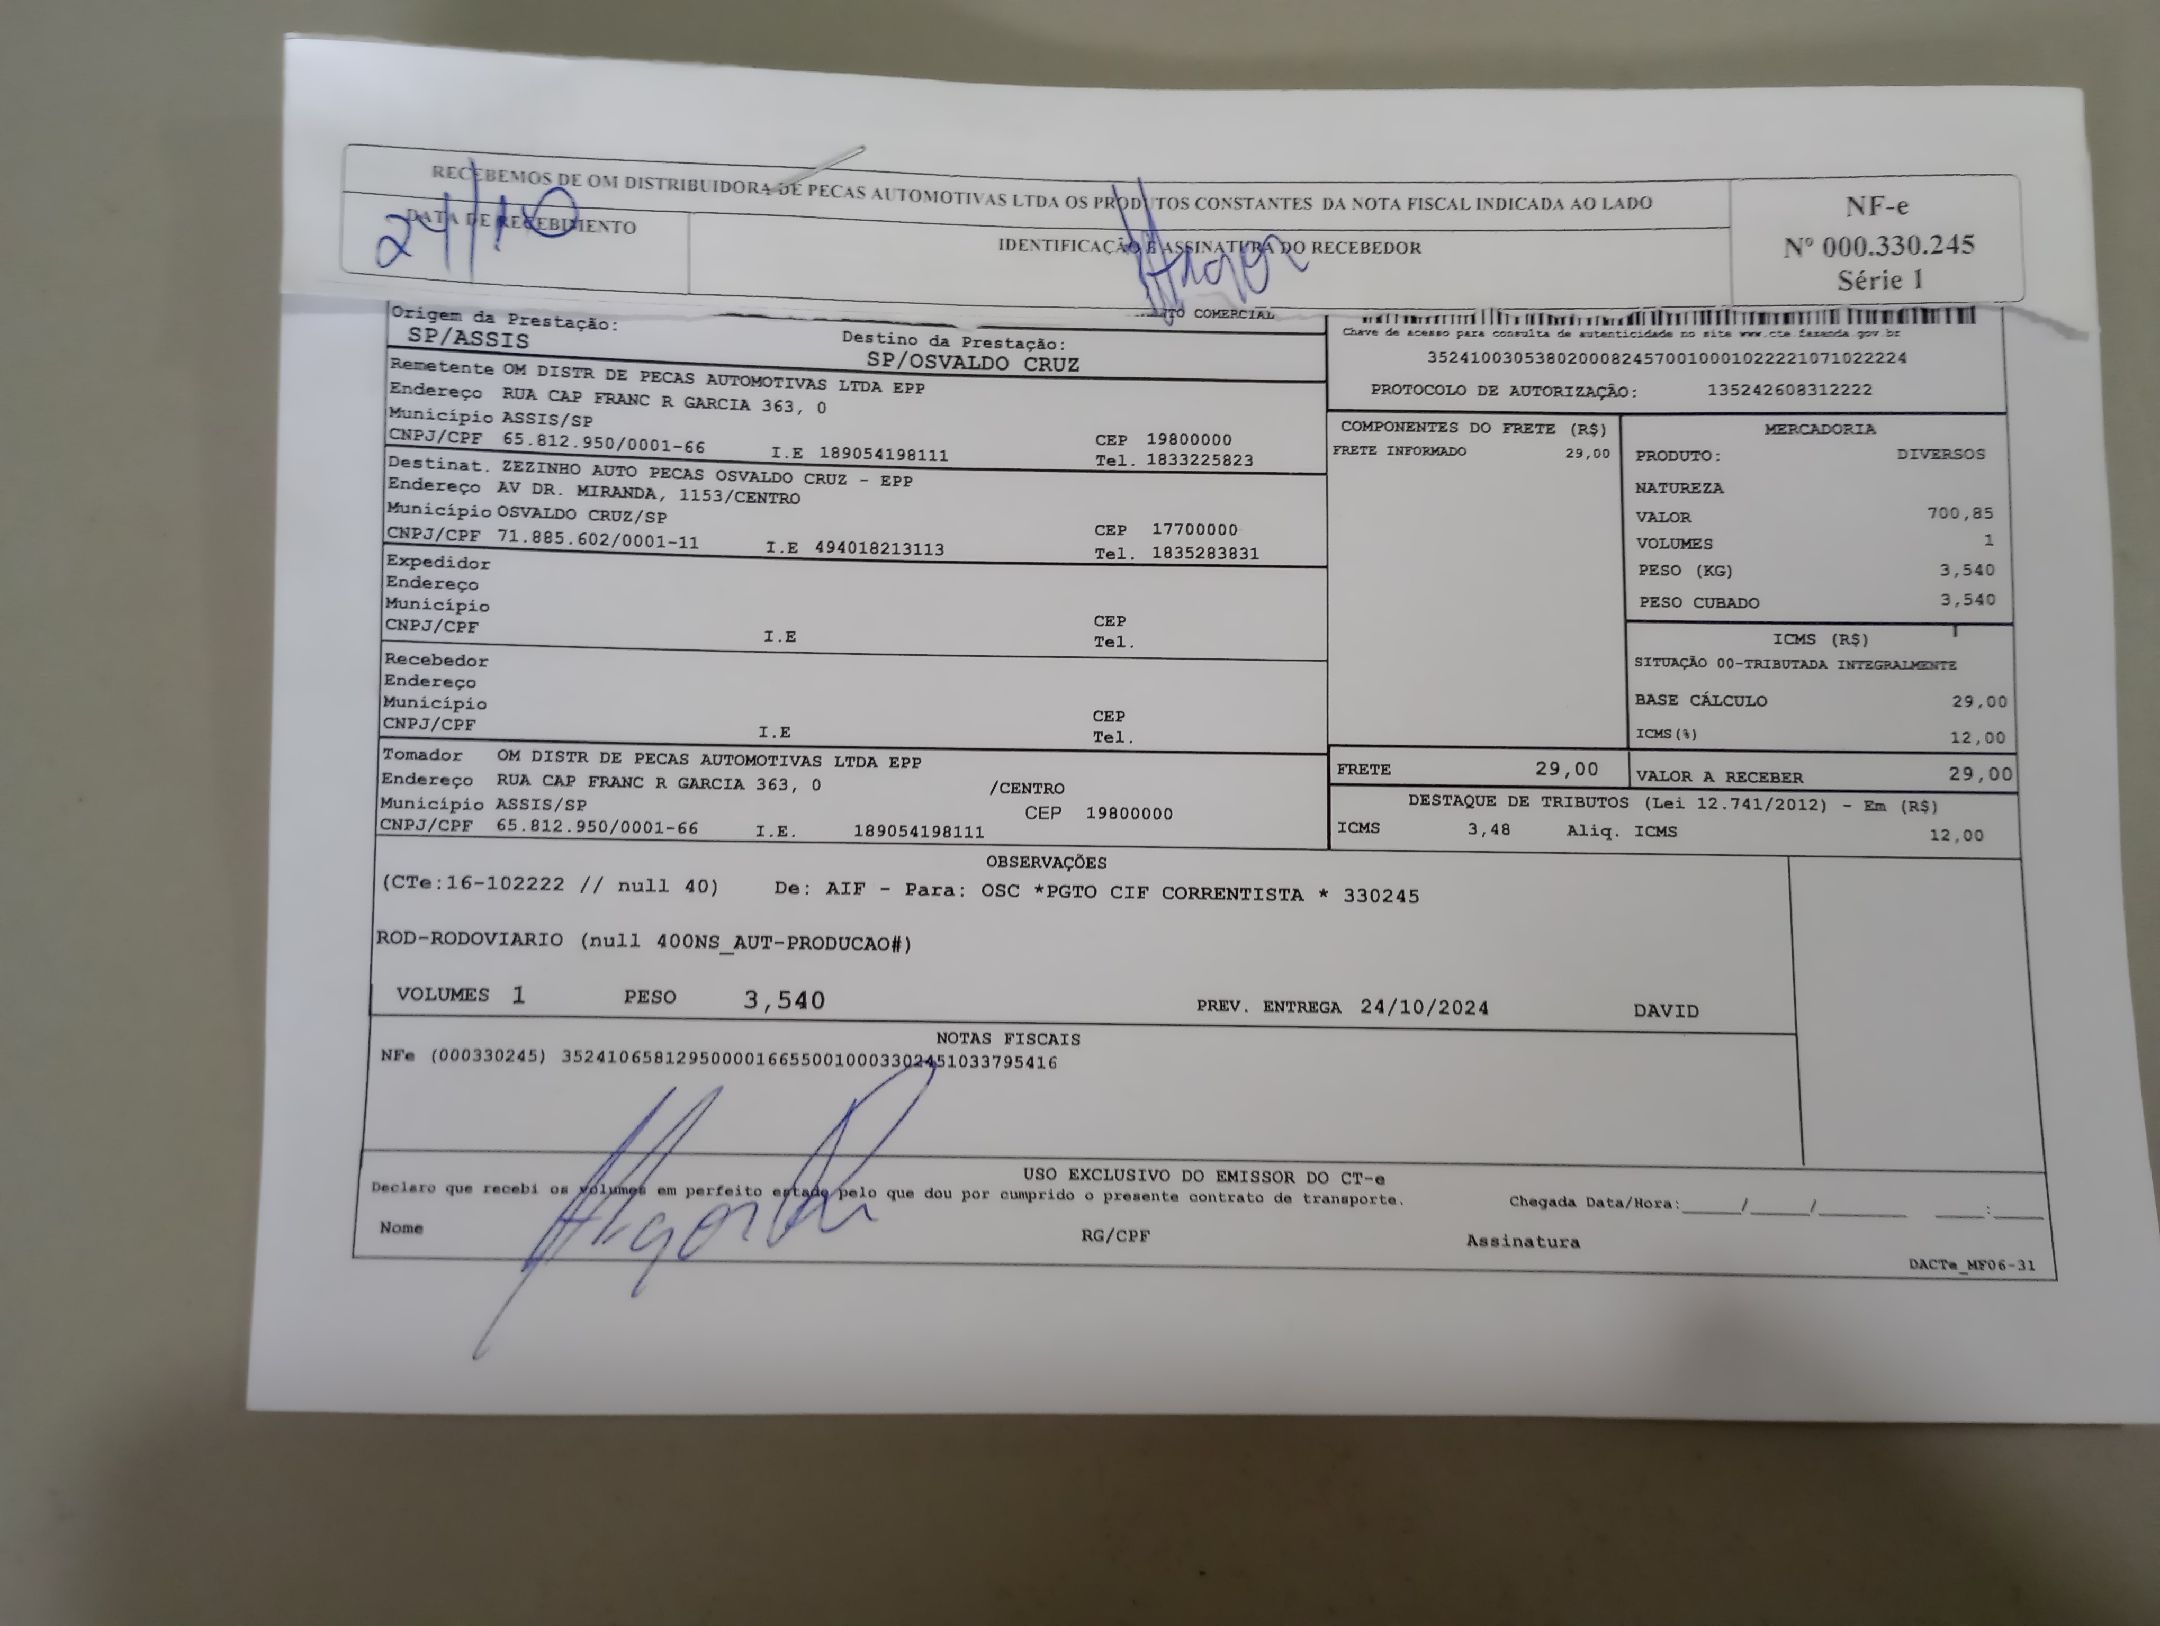 RECEBEMOS DE OM DISTRIBUIDORA DE PECAS AUTOMOTIVAS LTDA OS PRODUTOS CONSTANTES DA NOTA FISCAL INDICADA AO LADO
DATA DE RECEBIMENTO
24/10
IDENTIFICAÇÃO E ASSINATURA DO RECEBEDOR
NF-e
Nº 000.330.245
Série 1
COMERCIAL
Origem da Prestação:
SP/ASSIS
Destino da Prestação:
SP/OSVALDO CRUZ
Chave de acesso para consulta de autenticidade no site www.cte.fazenda.gov.br
35241003053802000824570010001022221071022224
PROTOCOLO DE AUTORIZAÇÃO: 135242608312222
Remetente OM DISTR DE PECAS AUTOMOTIVAS LTDA EPP
Endereço RUA CAP FRANC R GARCIA 363, 0
Município ASSIS/SP CEP 19800000
CNPJ/CPF 65.812.950/0001-66 I.E 189054198111 Tel. 1833225823
Destinat. ZEZINHO AUTO PECAS OSVALDO CRUZ - EPP
Endereço AV DR. MIRANDA, 1153/CENTRO
Município OSVALDO CRUZ/SP CEP 17700000
CNPJ/CPF 71.885.602/0001-11 I.E 494018213113 Tel. 1835283831
Expedidor
Endereço
Município CEP
CNPJ/CPF I.E Tel.
Recebedor
Endereço
Município CEP
CNPJ/CPF I.E Tel.
Tomador OM DISTR DE PECAS AUTOMOTIVAS LTDA EPP
Endereço RUA CAP FRANC R GARCIA 363, 0 /CENTRO
Município ASSIS/SP CEP 19800000
CNPJ/CPF 65.812.950/0001-66 I.E. 189054198111
COMPONENTES DO FRETE (R$)
FRETE INFORMADO 29,00
MERCADORIA
PRODUTO: DIVERSOS
NATUREZA
VALOR 700,85
VOLUMES 1
PESO (KG) 3,540
PESO CUBADO 3,540
ICMS (R$)
SITUAÇÃO 00-TRIBUTADA INTEGRALMENTE
BASE CÁLCULO 29,00
ICMS(%) 12,00
FRETE 29,00
VALOR A RECEBER 29,00
DESTAQUE DE TRIBUTOS (Lei 12.741/2012) - Em (R$)
ICMS 3,48 Aliq. ICMS 12,00
OBSERVAÇÕES
(CTe:16-102222 // null 40) De: AIF - Para: OSC *PGTO CIF CORRENTISTA * 330245
ROD-RODOVIARIO (null 400NS_AUT-PRODUCAO#)
VOLUMES 1 PESO 3,540 PREV. ENTREGA 24/10/2024 DAVID
NOTAS FISCAIS
NFe (000330245) 35241065812950000166550010003302451033795416
USO EXCLUSIVO DO EMISSOR DO CT-e
Declaro que recebi os volumes em perfeito estado pelo que dou por cumprido o presente contrato de transporte.
Chegada Data/Hora:_____/_____/_______ ____:____
Nome RG/CPF Assinatura
DACTe_MF06-31